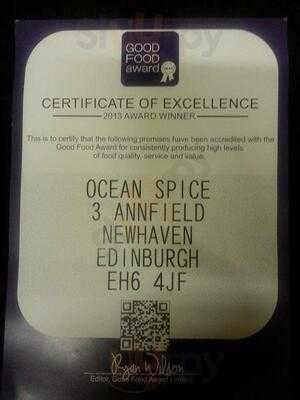 GOOD
FOOD
award
CERTIFICATE OF EXCELLENCE
2013 AWARD WINNER
This is to certify that the following premises have been accredited with the
Good Food Award for consistently producing high levels
of food quality, service and value.
OCEAN SPICE
3 ANNFIELD
NEWHAVEN
EDINBURGH
EH6 4JF
Ryan Wilson
Editor, Good Food Award Limited